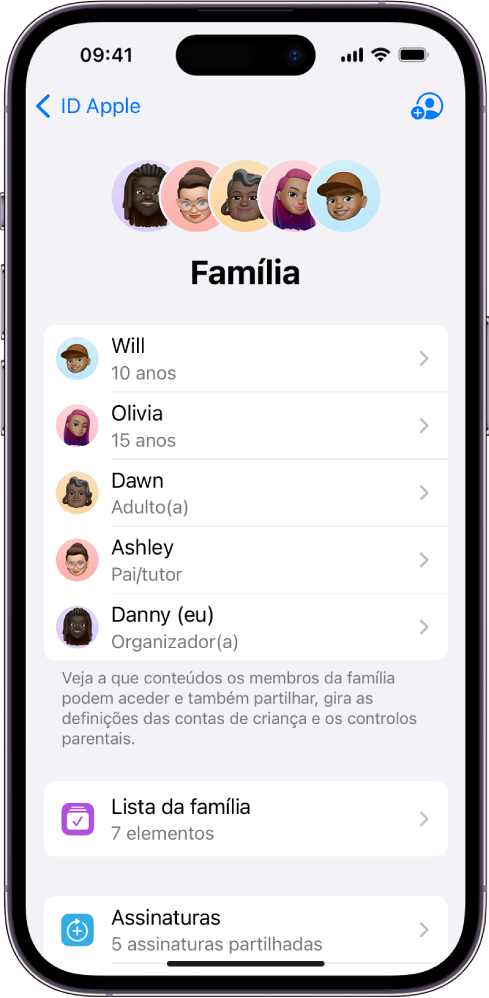 09:41
ID Apple
Família
Will
10 anos
Olivia
15 anos
Dawn
Adulto(a)
Ashley
Pai/tutor
Danny (eu)
Organizador(a)
Veja a que conteúdos os membros da família
podem aceder e também partilhar, gira as
definições das contas de criança e os controlos
parentais.
Lista da família
7 elementos
Assinaturas
5 assinaturas partilhadas